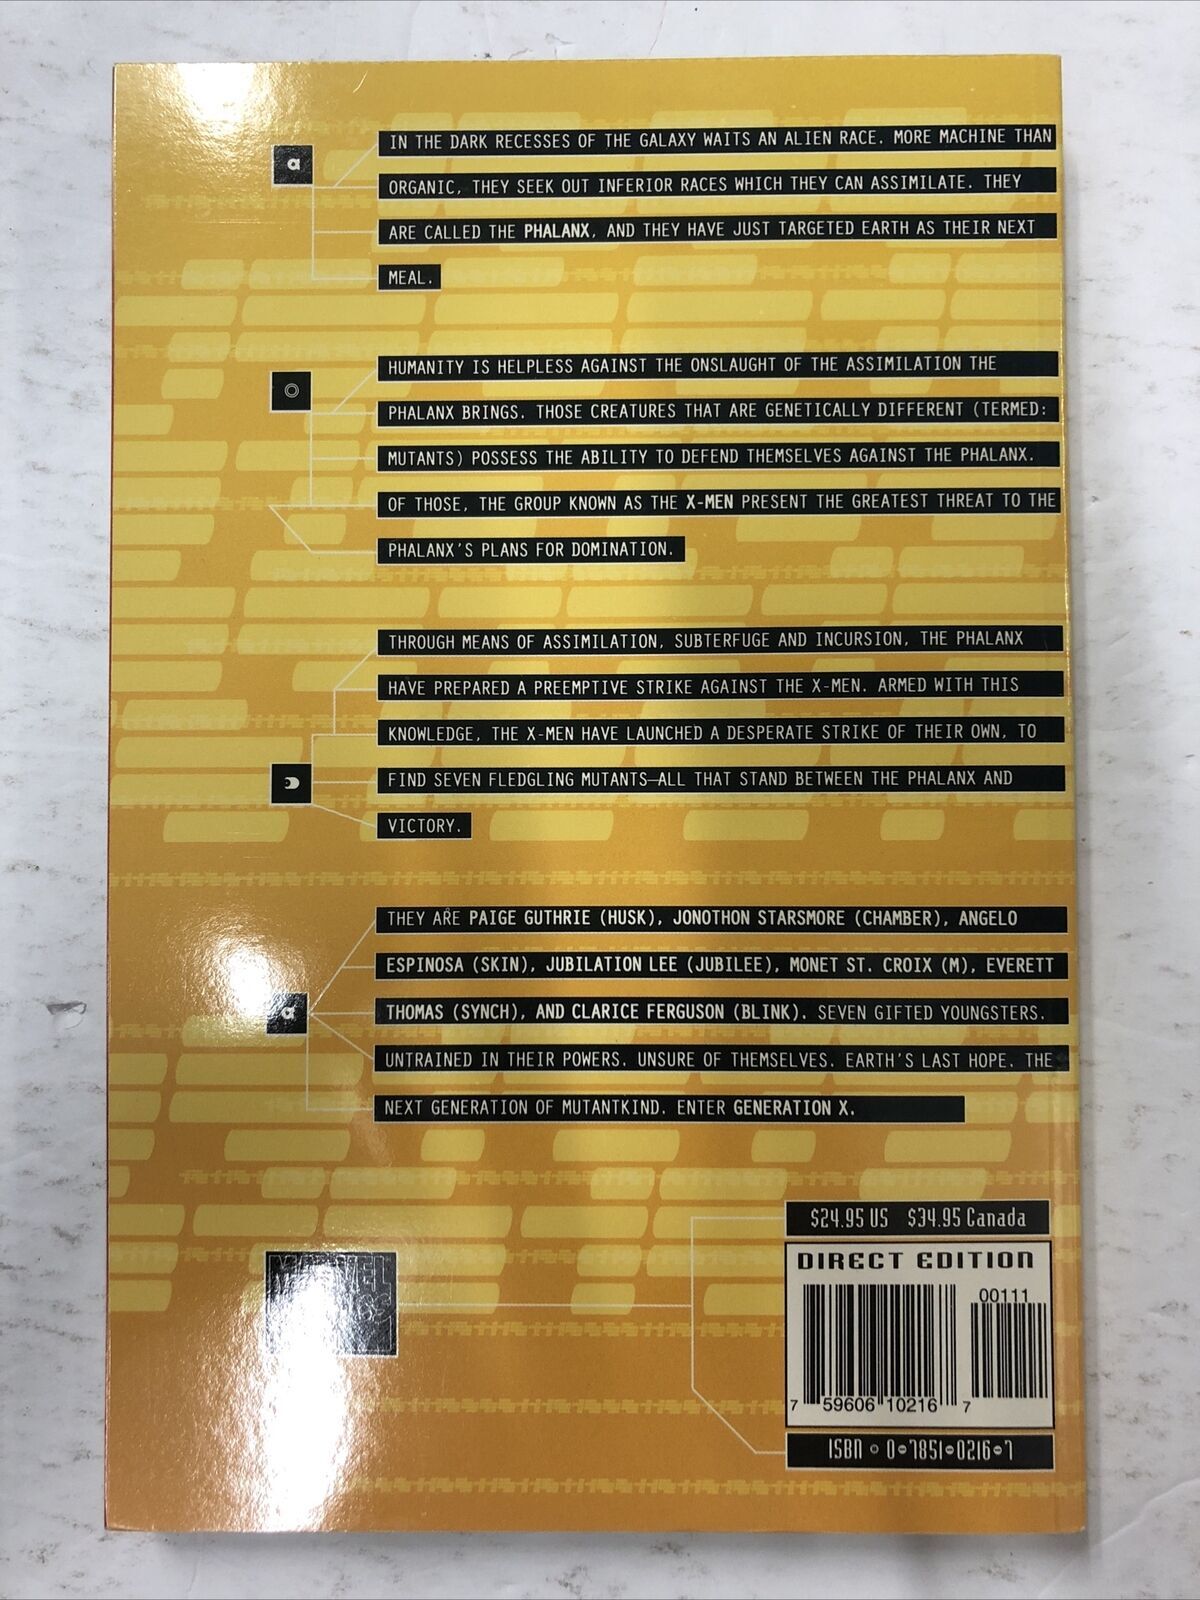 IN THE DARK RECESSES OF THE GALAXY WAITS AN ALIEN RACE. MORE MACHINE THAN
ORGANIC, THEY SEEK OUT INFERIOR RACES WHICH THEY CAN ASSIMILATE. THEY
ARE CALLED THE PHALANX, AND THEY HAVE JUST TARGETED EARTH AS THEIR NEXT
MEAL.
HUMANITY IS HELPLESS AGAINST THE ONSLAUGHT OF THE ASSIMILATION THE
PHALANX BRINGS. THOSE CREATURES THAT ARE GENETICALLY DIFFERENT (TERMED:
MUTANTS) POSSESS THE ABILITY TO DEFEND THEMSELVES AGAINST THE PHALANX.
OF THOSE, THE GROUP KNOWN AS THE X-MEN PRESENT THE GREATEST THREAT TO THE
PHALANX'S PLANS FOR DOMINATION.
THROUGH MEANS OF ASSIMILATION, SUBTERFUGE AND INCURSION, THE PHALANX
HAVE PREPARED A PREEMPTIVE STRIKE AGAINST THE X-MEN. ARMED WITH THIS
KNOWLEDGE, THE X-MEN HAVE LAUNCHED A DESPERATE STRIKE OF THEIR OWN, TO
FIND SEVEN FLEDGLING MUTANTS—ALL THAT STAND BETWEEN THE PHALANX AND
VICTORY.
THEY ARE PAIGE GUTHRIE (HUSK), JONOTHON STARSMORE (CHAMBER), ANGELO
ESPINOSA (SKIN), JUBILATION LEE (JUBILEE), MONET ST. CROIX (M), EVERETT
THOMAS (SYNCH), AND CLARICE FERGUSON (BLINK). SEVEN GIFTED YOUNGSTERS.
UNTRAINED IN THEIR POWERS. UNSURE OF THEMSELVES. EARTH'S LAST HOPE. THE
NEXT GENERATION OF MUTANTKIND. ENTER GENERATION X.
$24.95 US $34.95 Canada
DIRECT EDITION
00111
7 59606 10216 7
MARVEL
ISBN 0-7851-0216-7